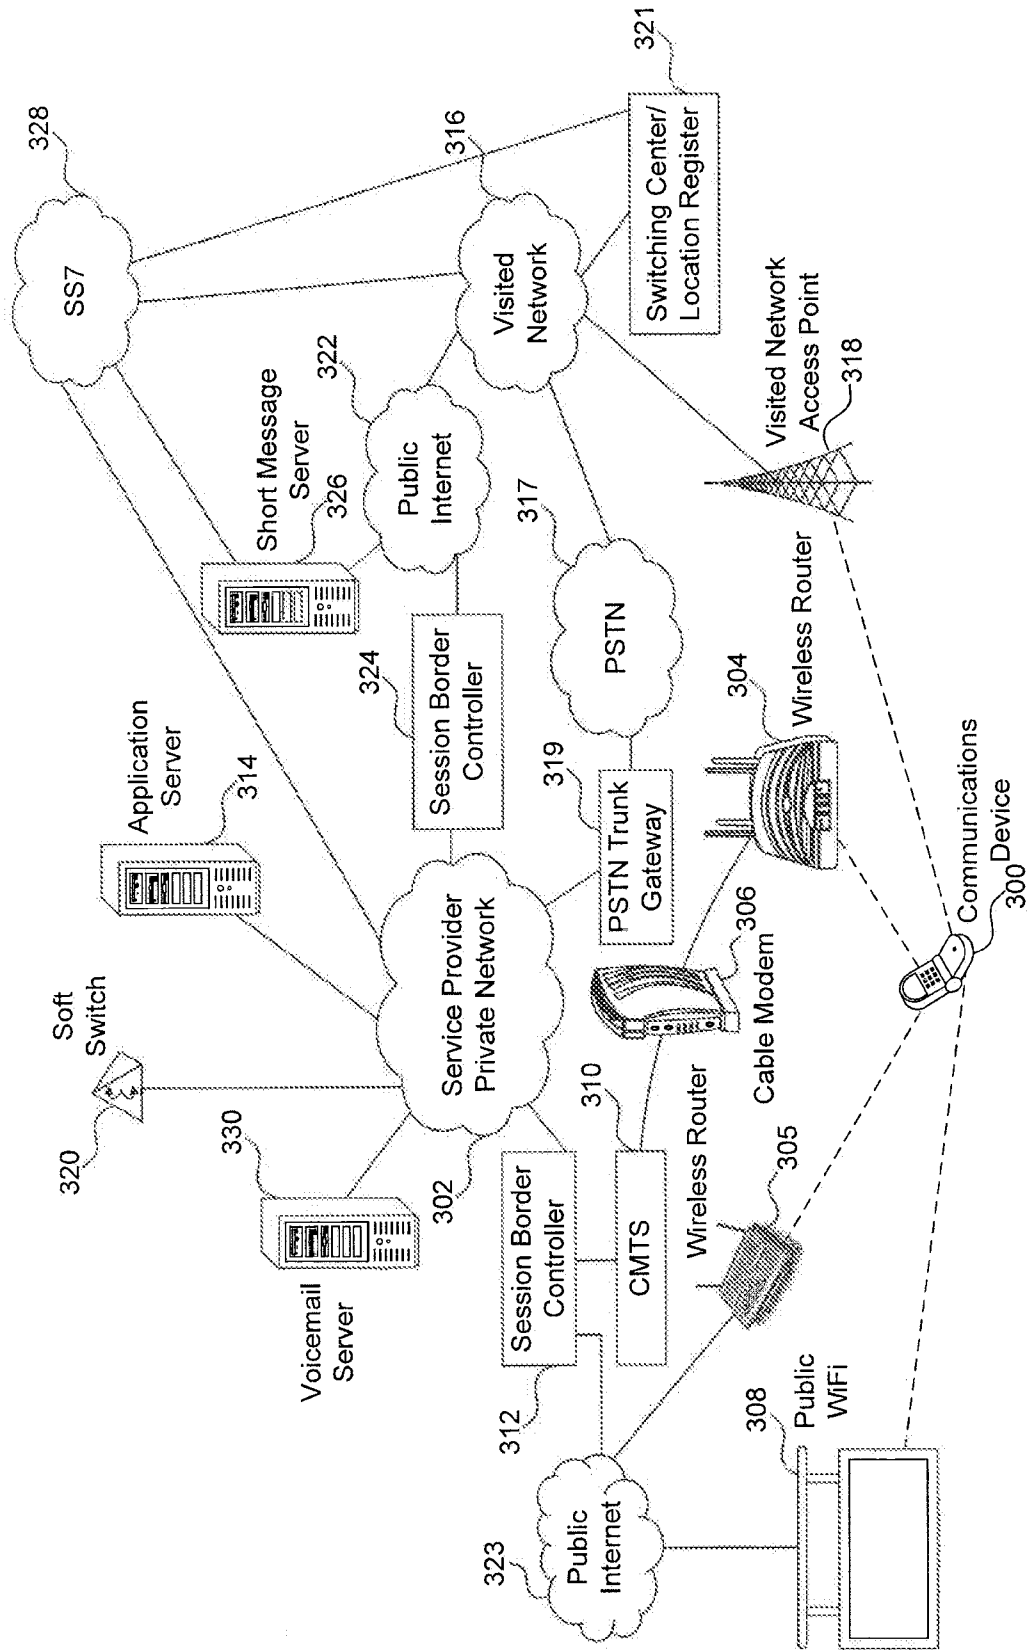 SS7
328
Soft
Switch
320
Application
Server
314
Short Message
Server
326
Voicemail
Server
330
Service Provider
Private Network
302
Session Border
Controller
324
Public
Internet
322
Visited
Network
316
Switching Center/
Location Register
321
PSTN
317
PSTN Trunk
Gateway
319
Session Border
Controller
312
CMTS
310
Cable Modem
306
Wireless Router
304
Wireless Router
305
Visited Network
Access Point
318
Public
Internet
323
Public
WiFi
308
Communications
Device
300